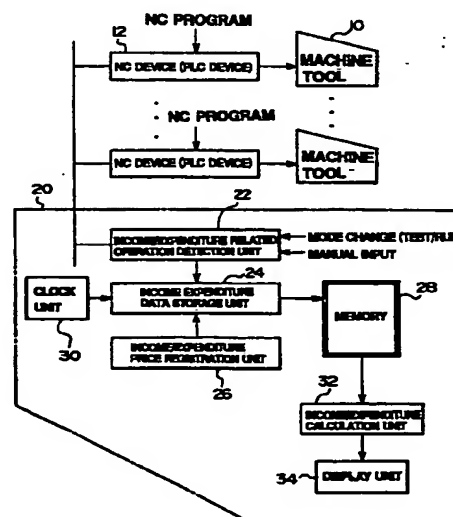 NC PROGRAM
12
10
NC DEVICE (PLC DEVICE)
MACHINE
TOOL
NC PROGRAM
NC DEVICE (PLC DEVICE)
MACHINE
TOOL
20
22
INCOME/EXPENDITURE RELATED
OPERATION DETECTION UNIT
MODE CHANGE (TEST/RUN
MANUAL INPUT
24
28
CLOCK
UNIT
INCOME EXPENDITURE
DATA STORAGE UNIT
MEMORY
30
INCOME/EXPENDITURE
PRICE REGISTRATION UNIT
26
32
INCOME/EXPENDITURE
CALCULATION UNIT
34
DISPLAY UNIT